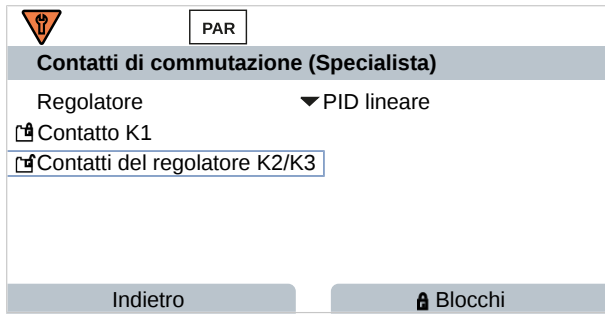 PAR
Contatti di commutazione (Specialista)
Regolatore PID lineare
Contatto K1
Contatti del regolatore K2/K3
Indietro Blocchi